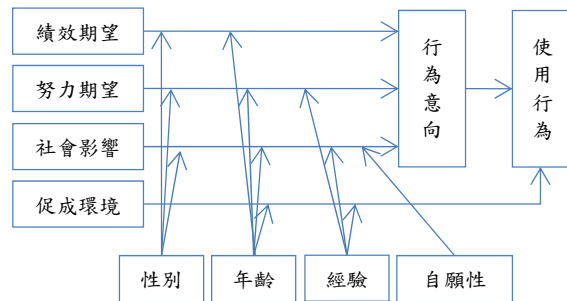 績效期望
努力期望
社會影響
促成環境
行為意向
使用行為
性別
年齡
經驗
自願性